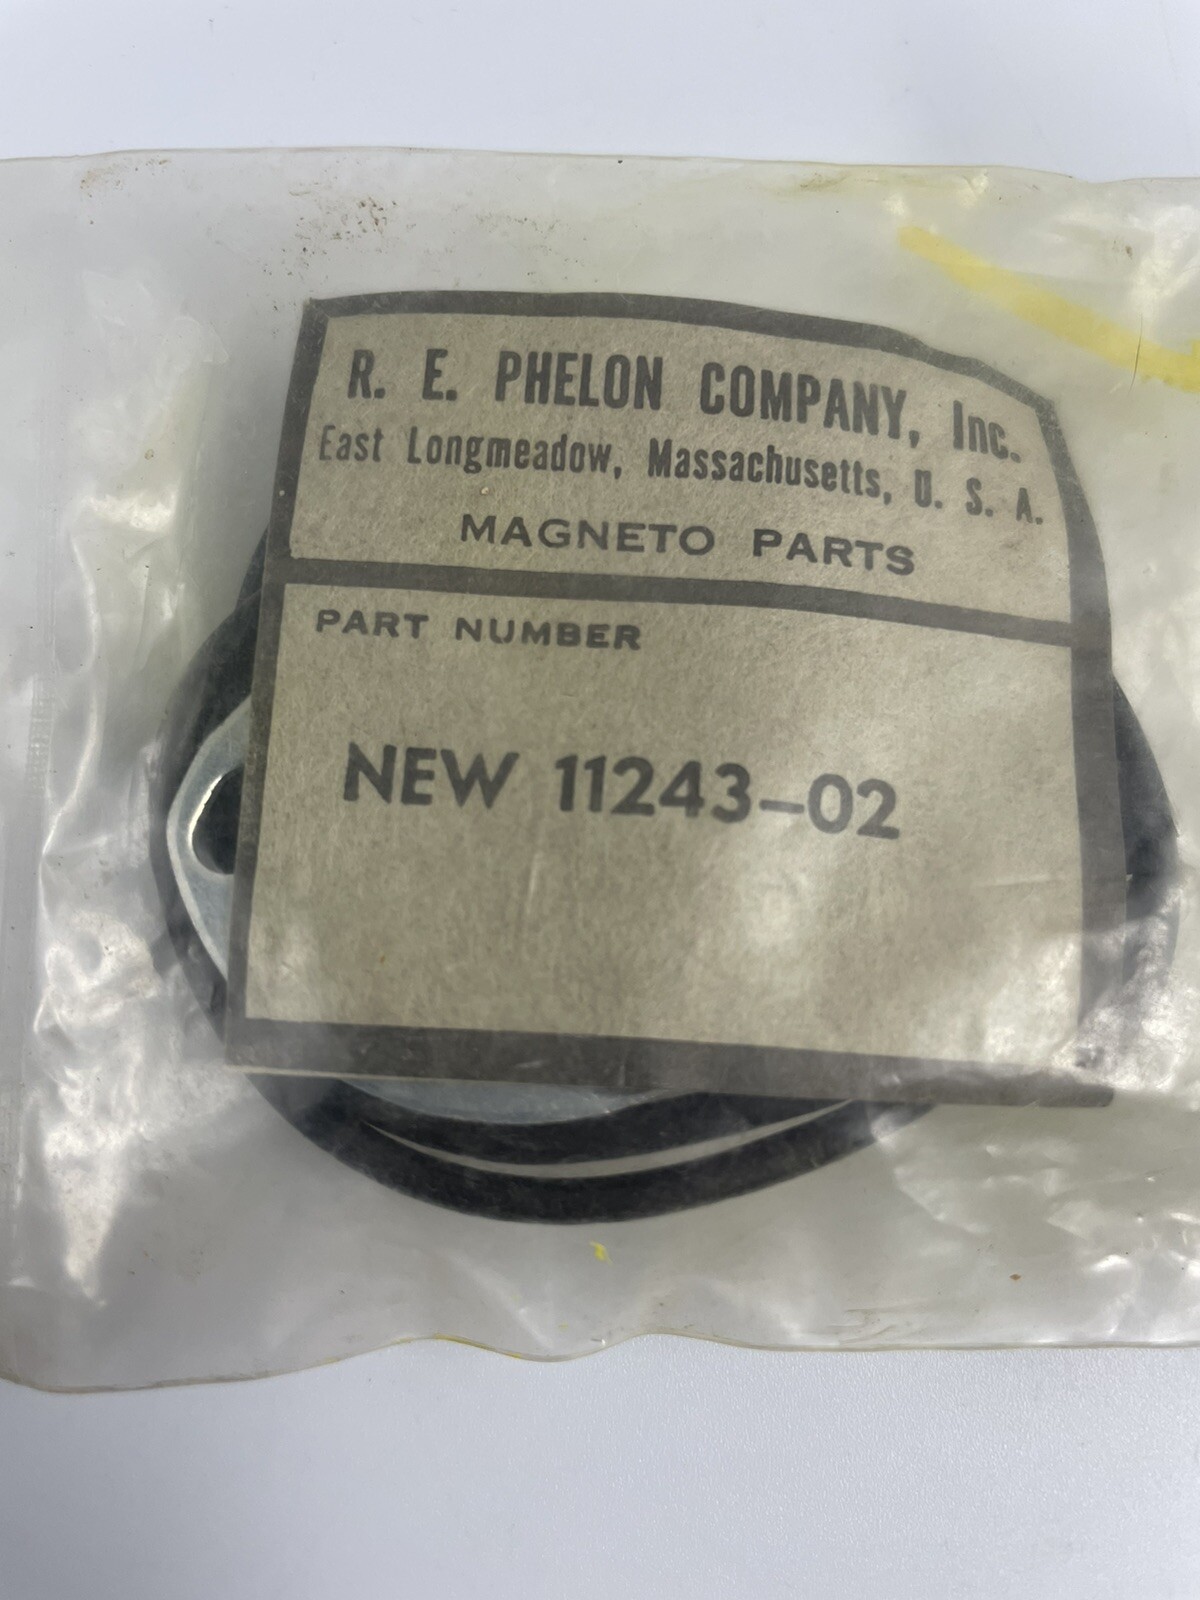 R. E. PHELON COMPANY, Inc.
East Longmeadow, Massachusetts, U. S. A.
MAGNETO PARTS
PART NUMBER
NEW 11243-02